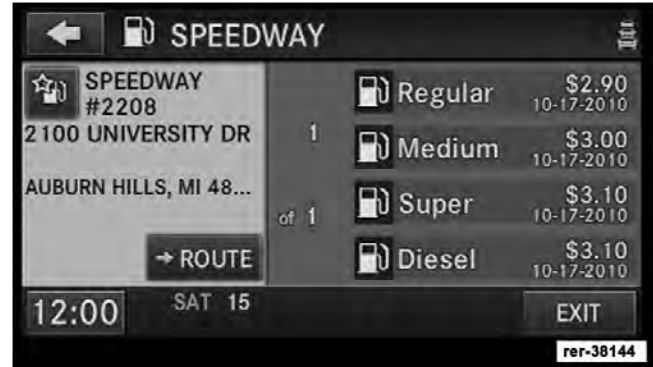 SPEEDWAY
SPEEDWAY
#2208
2100 UNIVERSITY DR
AUBURN HILLS, MI 48...
➔ ROUTE
1
of 1
Regular $2.90
10-17-2010
Medium $3.00
10-17-2010
Super $3.10
10-17-2010
Diesel $3.10
10-17-2010
12:00
SAT 15
EXIT
rer-38144